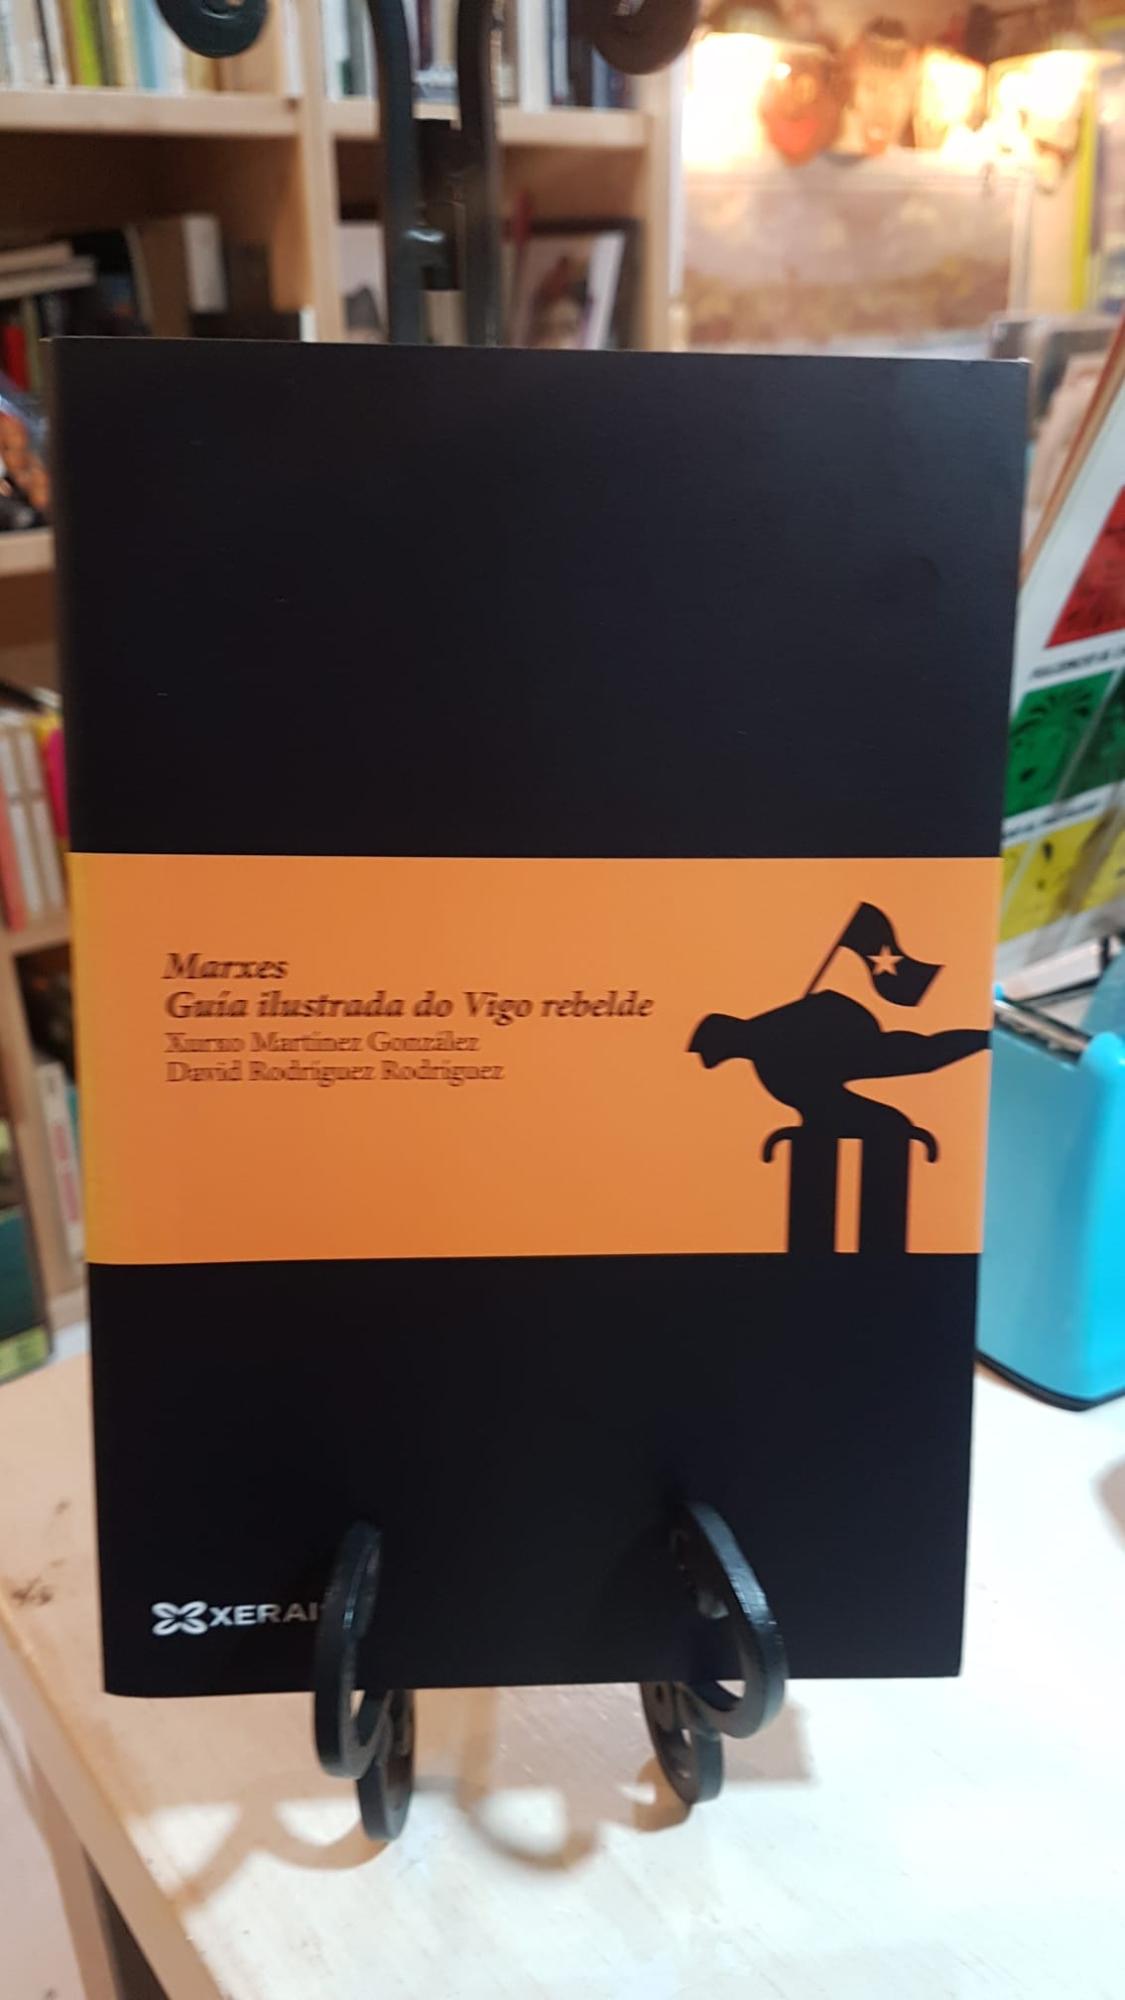 Marxes
Guía ilustrada do Vigo rebelde
Xurxo Martínez González
David Rodríguez Rodríguez
XERAIS